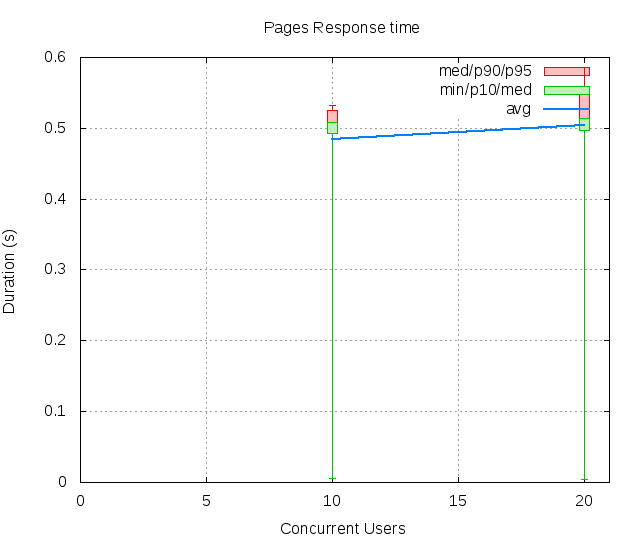 Pages Response time
0.6
0.5
0.4
0.3
0.2
0.1
0
med/p90/p95
min/p10/med
avg
Duration (s)
0 5 10 15 20
Concurrent Users